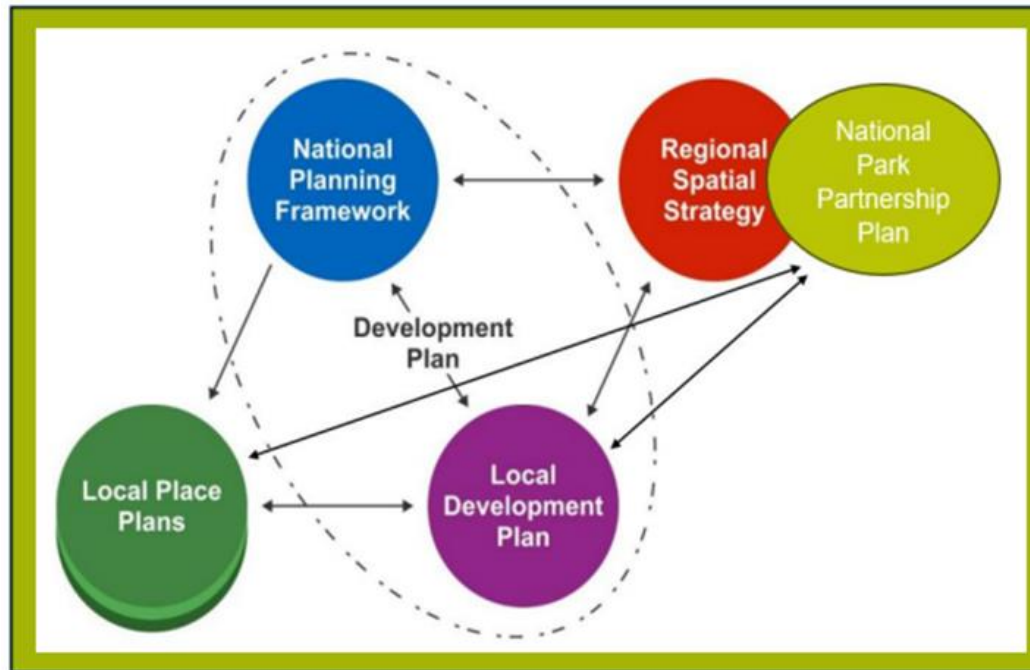 National
Planning
Framework
Regional
Spatial
Strategy
National
Park
Partnership
Plan
Development
Plan
Local Place
Plans
Local
Development
Plan